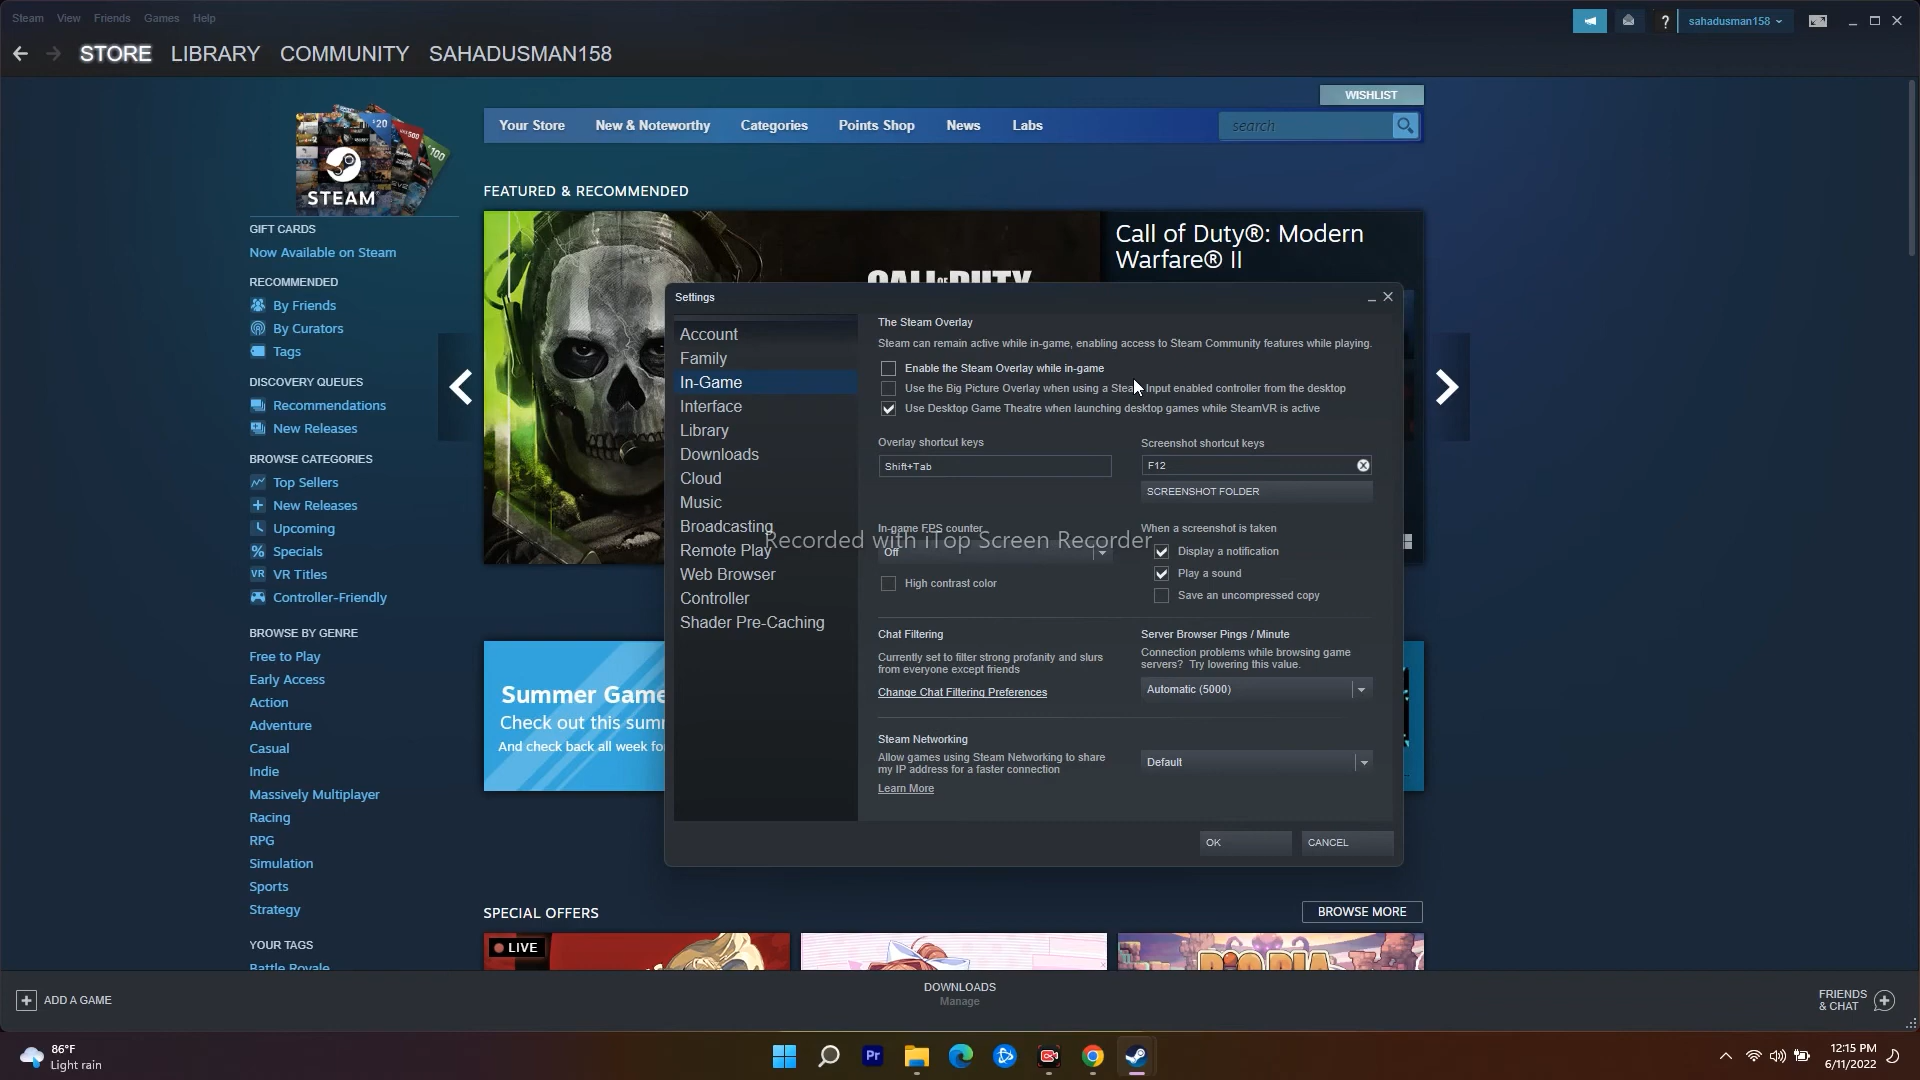 Steam View Friends Games Help
sahadusman158
STORE LIBRARY COMMUNITY SAHADUSMAN158
WISHLIST
Your Store New & Noteworthy Categories Points Shop News Labs search
STEAM
FEATURED & RECOMMENDED
GIFT CARDS
Now Available on Steam
RECOMMENDED
By Friends
By Curators
Tags
DISCOVERY QUEUES
Recommendations
New Releases
BROWSE CATEGORIES
Top Sellers
New Releases
Upcoming
Specials
VR VR Titles
Controller-Friendly
BROWSE BY GENRE
Free to Play
Early Access
Action
Adventure
Casual
Indie
Massively Multiplayer
Racing
RPG
Simulation
Sports
Strategy
YOUR TAGS
Battle Royale
CALL OF DUTY
Call of Duty®: Modern
Warfare® II
Settings
Account
Family
In-Game
Interface
Library
Downloads
Cloud
Music
Broadcasting
Remote Play
Web Browser
Controller
Shader Pre-Caching
The Steam Overlay
Steam can remain active while in-game, enabling access to Steam Community features while playing.
Enable the Steam Overlay while in-game
Use the Big Picture Overlay when using a Steam Input enabled controller from the desktop
Use Desktop Game Theatre when launching desktop games while SteamVR is active
Overlay shortcut keys
Shift+Tab
Screenshot shortcut keys
F12
SCREENSHOT FOLDER
In-game FPS counter
Off
High contrast color
When a screenshot is taken
Display a notification
Play a sound
Save an uncompressed copy
Recorded with iTop Screen Recorder
Chat Filtering
Currently set to filter strong profanity and slurs
from everyone except friends
Change Chat Filtering Preferences
Server Browser Pings / Minute
Connection problems while browsing game
servers? Try lowering this value.
Automatic (5000)
Steam Networking
Allow games using Steam Networking to share
my IP address for a faster connection
Learn More
Default
OK CANCEL
Summer Game
Check out this sum
And check back all week fo
SPECIAL OFFERS
BROWSE MORE
LIVE
ADD A GAME
DOWNLOADS
Manage
FRIENDS
& CHAT
86°F
Light rain
Pr
12:15 PM
6/11/2022